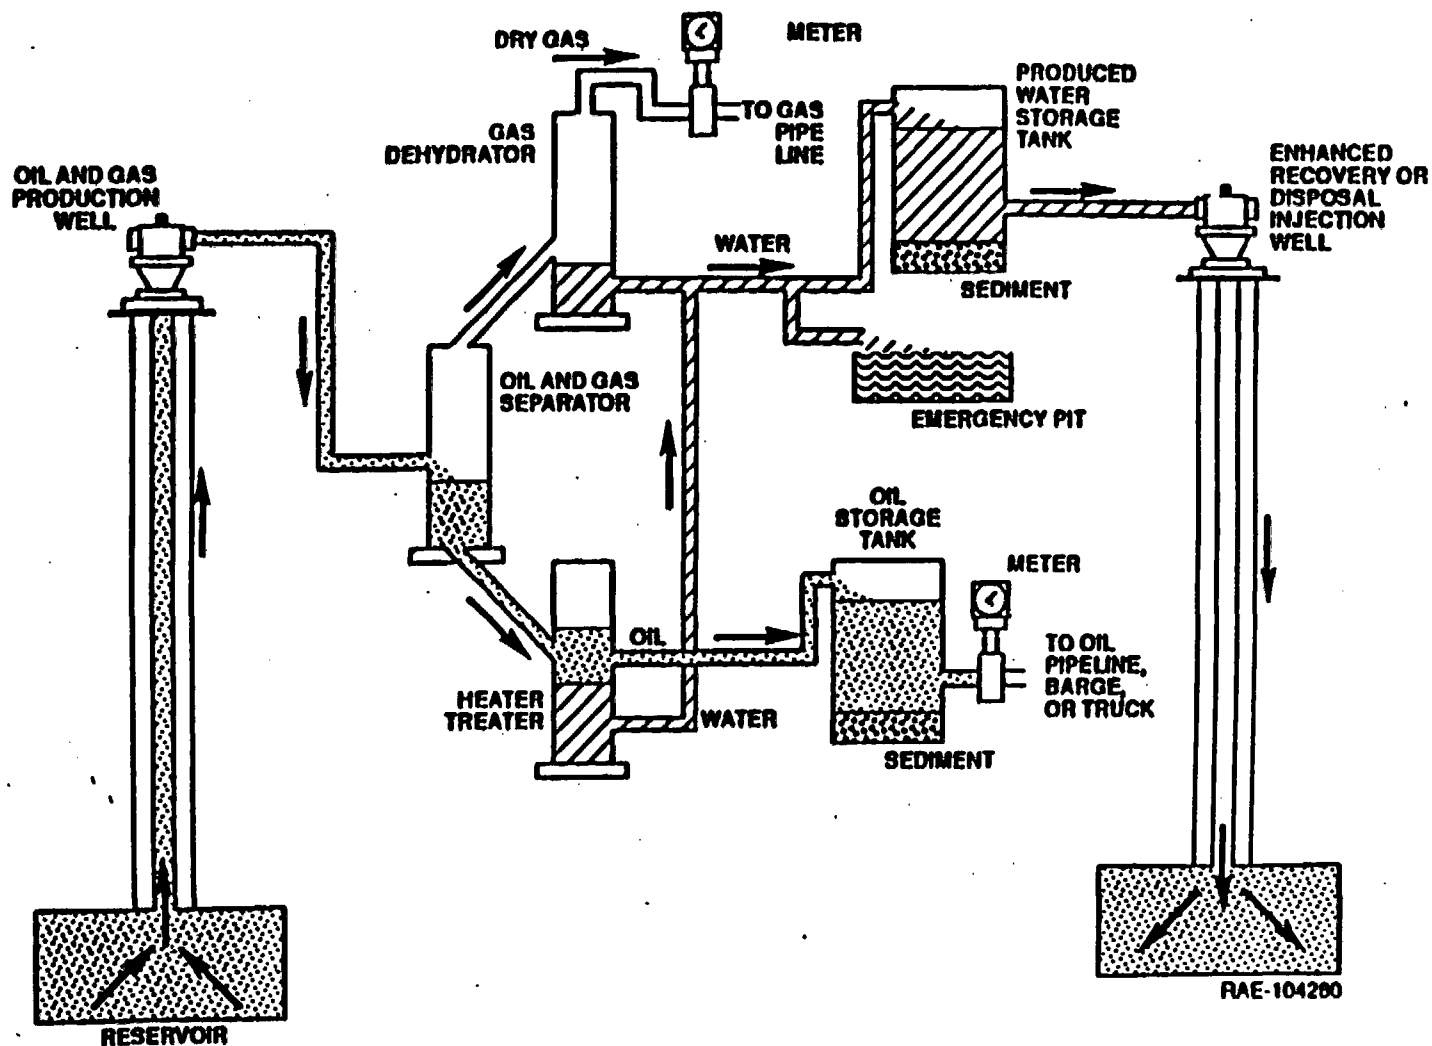 DRY GAS
METER
TO GAS
PIPE
LINE
GAS
DEHYDRATOR
PRODUCED
WATER
STORAGE
TANK
ENHANCED
RECOVERY OR
DISPOSAL
INJECTION
WELL
OIL AND GAS
PRODUCTION
WELL
WATER
SEDIMENT
OIL AND GAS
SEPARATOR
EMERGENCY PIT
OIL
STORAGE
TANK
METER
OIL
TO OIL
PIPELINE,
BARGE,
OR TRUCK
HEATER
TREATER
WATER
SEDIMENT
RAE-104260
RESERVOIR